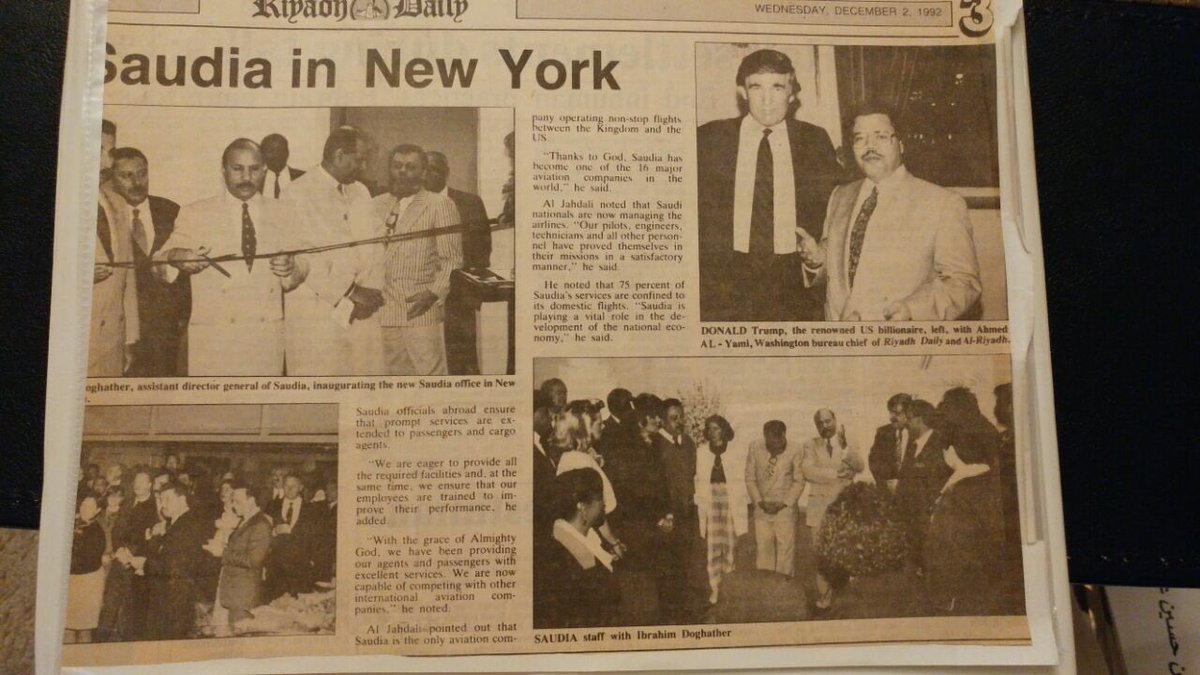 Riyadh Daily
WEDNESDAY, DECEMBER 2, 1992
3
Saudia in New York
oghather, assistant director general of Saudia, inaugurating the new Saudia office in New
Saudia officials abroad ensure
that prompt services are ex-
tended to passengers and cargo
agents.
"We are eager to provide all
the required facilities and, at the
same time, we ensure that our
employees are trained to im-
prove their performance, he
added.
"With the grace of Almighty
God, we have been providing
our agents and passengers with
excellent services. We are now
capable of competing with other
international aviation com-
panies," he noted.
Al Jahdali pointed out that
Saudia is the only aviation com-
pany operating non-stop flights
between the Kingdom and the
US.
"Thanks to God, Saudia has
become one of the 16 major
aviation companies in the
world," he said.
Al Jahdali noted that Saudi
nationals are now managing the
airlines. "Our pilots, engineers,
technicians and all other person-
nel have proved themselves in
their missions in a satisfactory
manner," he said.
He noted that 75 percent of
Saudia's services are confined to
its domestic flights. "Saudia is
playing a vital role in the de-
velopment of the national eco-
nomy," he said.
DONALD Trump, the renowned US billionaire, left, with Ahmed
AL - Yami, Washington bureau chief of Riyadh Daily and Al-Riyadh.
SAUDIA staff with Ibrahim Doghather
ن حسين